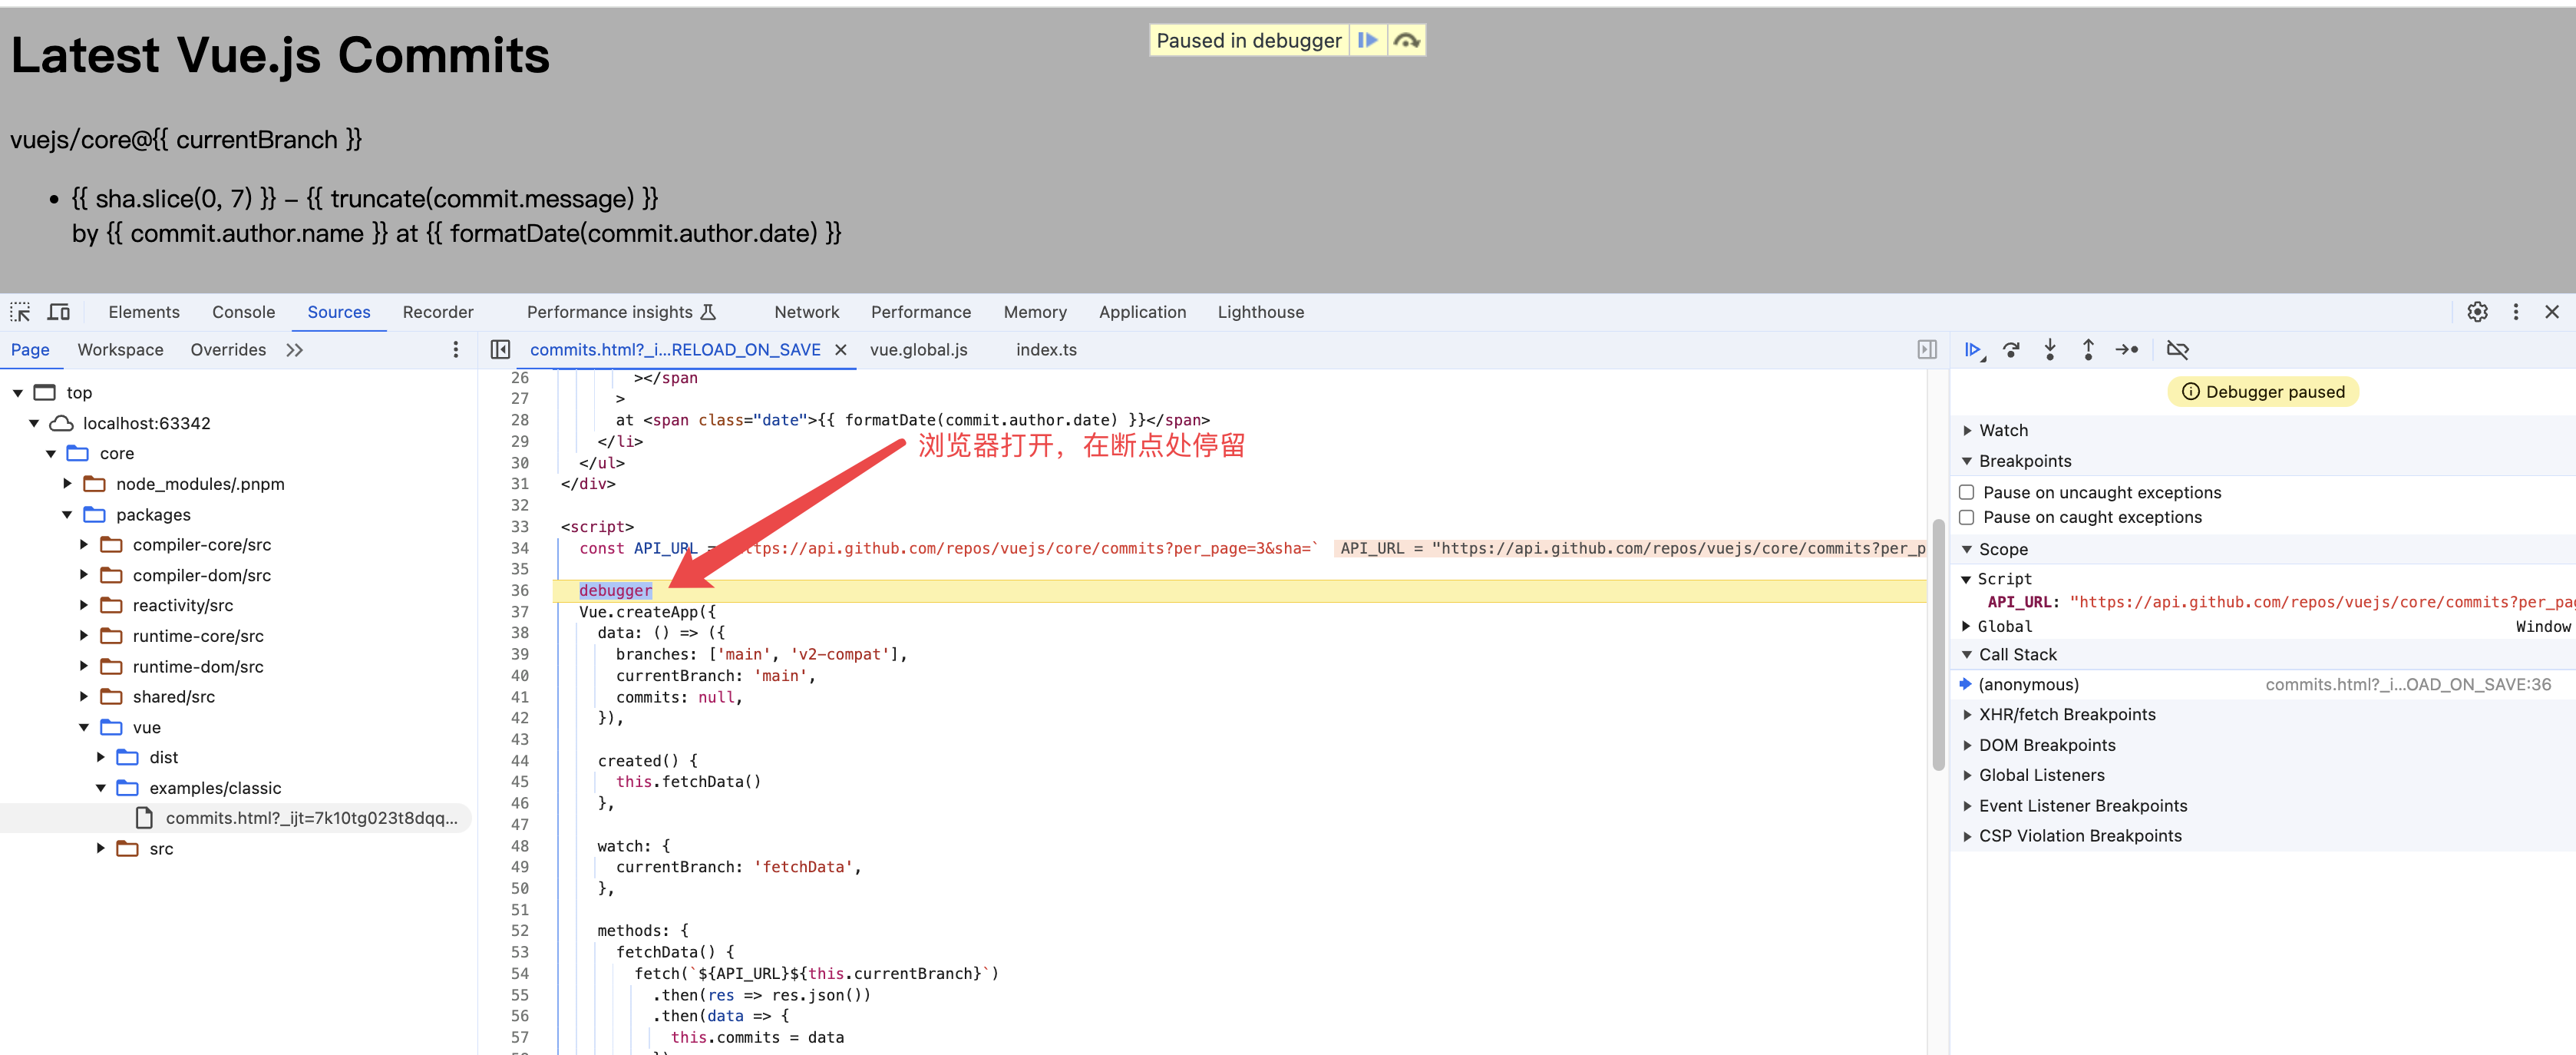 Latest Vue.js Commits
Paused in debugger
vuejs/core@{{ currentBranch }}
• {{ sha.slice(0, 7) }} – {{ truncate(commit.message) }}
by {{ commit.author.name }} at {{ formatDate(commit.author.date) }}
Elements Console Sources Recorder Performance insights Network Performance Memory Application Lighthouse
Page Workspace Overrides
commits.html?_i...RELOAD_ON_SAVE vue.global.js index.ts
top
localhost:63342
core
node_modules/.pnpm
packages
compiler-core/src
compiler-dom/src
reactivity/src
runtime-core/src
runtime-dom/src
shared/src
vue
dist
examples/classic
commits.html?_ijt=7k10tg023t8dqq...
src
26 ></span
27 >
28 at <span class="date">{{ formatDate(commit.author.date) }}</span>
29 </li>
浏览器打开，在断点处停留
30 </ul>
31 </div>
32
33 <script>
34 const API_URL = ttps://api.github.com/repos/vuejs/core/commits?per_page=3&sha=` API_URL = "https://api.github.com/repos/vuejs/core/commits?per_p
35
36 debugger
37 Vue.createApp({
38 data: () => ({
39 branches: ['main', 'v2-compat'],
40 currentBranch: 'main',
41 commits: null,
42 }),
43
44 created() {
45 this.fetchData()
46 },
47
48 watch: {
49 currentBranch: 'fetchData',
50 },
51
52 methods: {
53 fetchData() {
54 fetch(`${API_URL}${this.currentBranch}`)
55 .then(res => res.json())
56 .then(data => {
57 this.commits = data
Debugger paused
Watch
Breakpoints
Pause on uncaught exceptions
Pause on caught exceptions
Scope
Script
API_URL: "https://api.github.com/repos/vuejs/core/commits?per_pa
Global Window
Call Stack
(anonymous) commits.html?_i...OAD_ON_SAVE:36
XHR/fetch Breakpoints
DOM Breakpoints
Global Listeners
Event Listener Breakpoints
CSP Violation Breakpoints